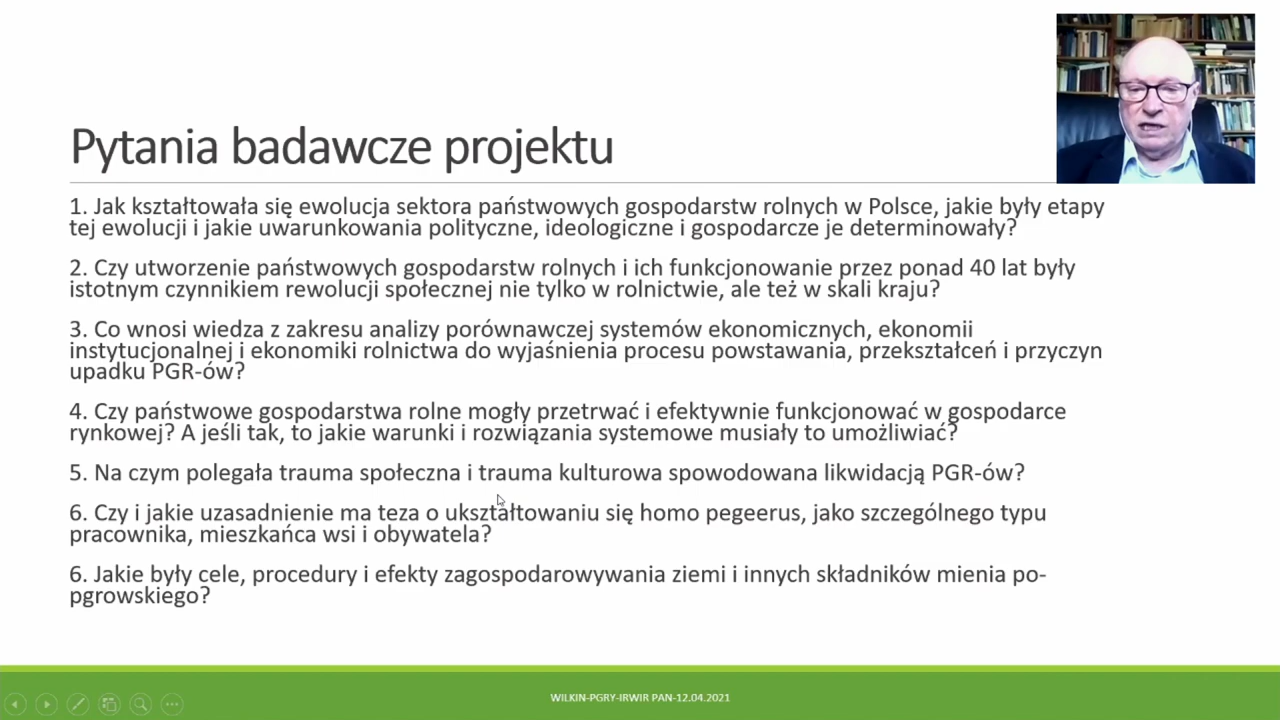 Pytania badawcze projektu
1. Jak kształtowała się ewolucja sektora państwowych gospodarstw rolnych w Polsce, jakie były etapy
tej ewolucji i jakie uwarunkowania polityczne, ideologiczne i gospodarcze je determinowały?
2. Czy utworzenie państwowych gospodarstw rolnych i ich funkcjonowanie przez ponad 40 lat były
istotnym czynnikiem rewolucji społecznej nie tylko w rolnictwie, ale też w skali kraju?
3. Co wnosi wiedza z zakresu analizy porównawczej systemów ekonomicznych, ekonomii
instytucjonalnej i ekonomiki rolnictwa do wyjaśnienia procesu powstawania, przekształceń i przyczyn
upadku PGR-ów?
4. Czy państwowe gospodarstwa rolne mogły przetrwać i efektywnie funkcjonować w gospodarce
rynkowej? A jeśli tak, to jakie warunki i rozwiązania systemowe musiały to umożliwiać?
5. Na czym polegała trauma społeczna i trauma kulturowa spowodowana likwidacją PGR-ów?
6. Czy i jakie uzasadnienie ma teza o ukształtowaniu się homo pegeerus, jako szczególnego typu
pracownika, mieszkańca wsi i obywatela?
6. Jakie były cele, procedury i efekty zagospodarowywania ziemi i innych składników mienia po-
pgrowskiego?
WILKIN-PGRY-IRWIR PAN-12.04.2021